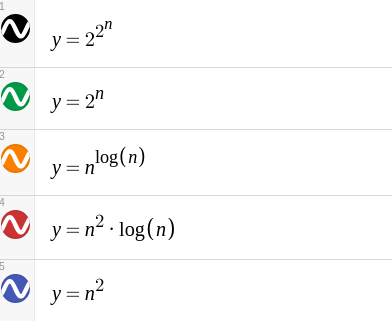 1
y = 2^{2^n}
2
y = 2^n
3
y = n^{log(n)}
4
y = n^2 · log(n)
5
y = n^2